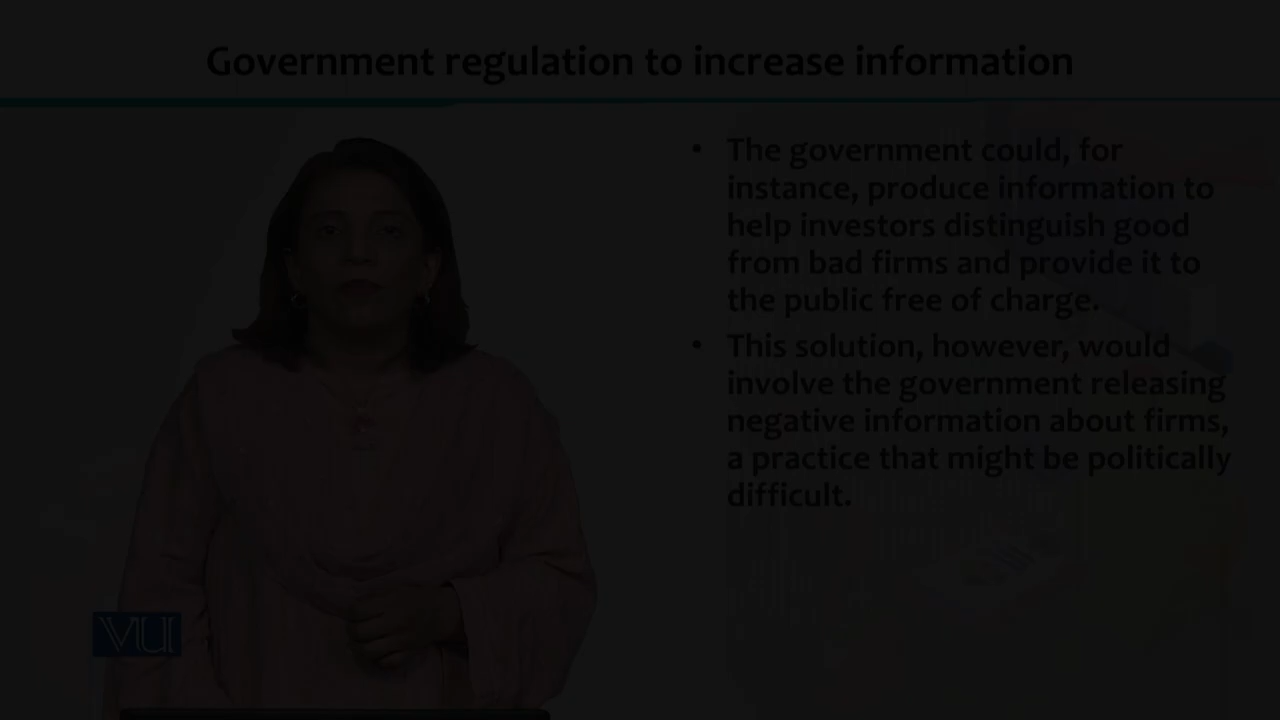 Government regulation to increase information
• The government could, for
instance, produce information to
help investors distinguish good
from bad firms and provide it to
the public free of charge.
• This solution, however, would
involve the government releasing
negative information about firms,
a practice that might be politically
difficult.
VU